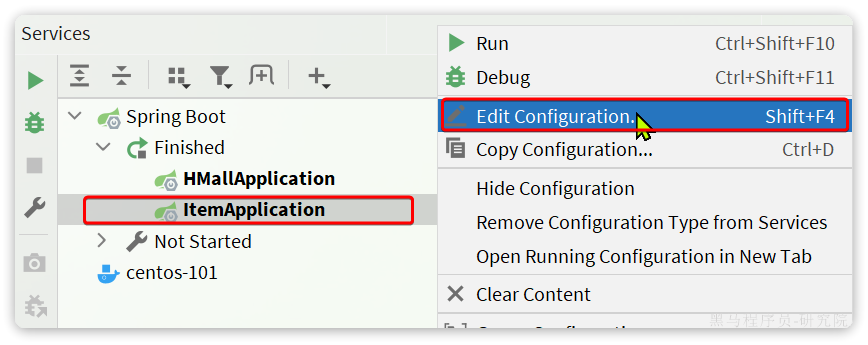 Services
Spring Boot
Finished
HMallApplication
ItemApplication
Not Started
centos-101
Run Ctrl+Shift+F10
Debug Ctrl+Shift+F11
Edit Configuration... Shift+F4
Copy Configuration... Ctrl+D
Hide Configuration
Remove Configuration Type from Services
Open Running Configuration in New Tab
Clear Content
黑马程序员-研究院